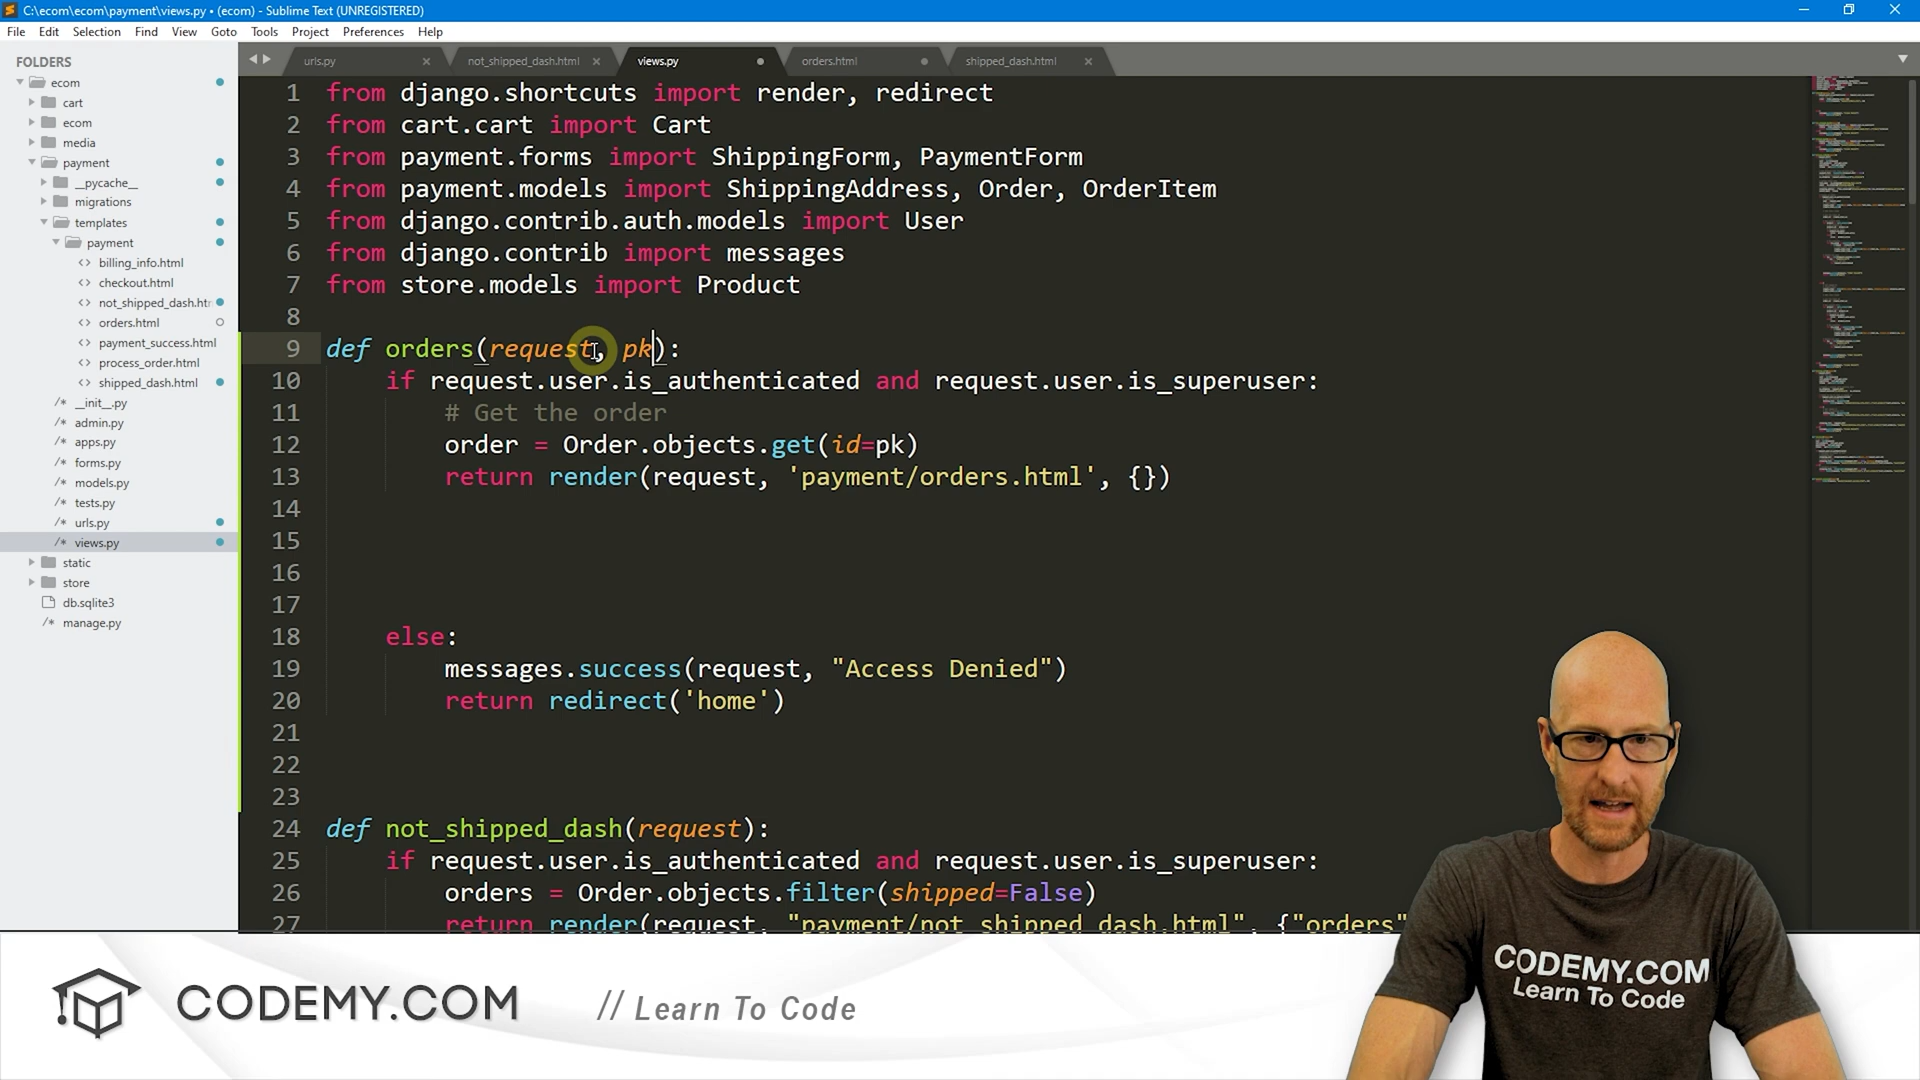 C:\ecom\ecom\payment\views.py • (ecom) - Sublime Text (UNREGISTERED)
File Edit Selection Find View Goto Tools Project Preferences Help
FOLDERS
ecom
cart
ecom
media
payment
__pycache__
migrations
templates
payment
billing_info.html
checkout.html
not_shipped_dash.htr
orders.html
payment_success.html
process_order.html
shipped_dash.html
__init__.py
admin.py
apps.py
forms.py
models.py
tests.py
urls.py
views.py
static
store
db.sqlite3
manage.py
urls.py not_shipped_dash.html views.py orders.html shipped_dash.html
1 from django.shortcuts import render, redirect
2 from cart.cart import Cart
3 from payment.forms import ShippingForm, PaymentForm
4 from payment.models import ShippingAddress, Order, OrderItem
5 from django.contrib.auth.models import User
6 from django.contrib import messages
7 from store.models import Product
8
9 def orders(request, pk):
10 if request.user.is_authenticated and request.user.is_superuser:
11 # Get the order
12 order = Order.objects.get(id=pk)
13 return render(request, 'payment/orders.html', {})
14
15
16
17
18 else:
19 messages.success(request, "Access Denied")
20 return redirect('home')
21
22
23
24 def not_shipped_dash(request):
25 if request.user.is_authenticated and request.user.is_superuser:
26 orders = Order.objects.filter(shipped=False)
27 return render(request, "payment/not_shipped_dash.html", {"orders"
CODEMY.COM // Learn To Code
CODEMY.COM
Learn To Code